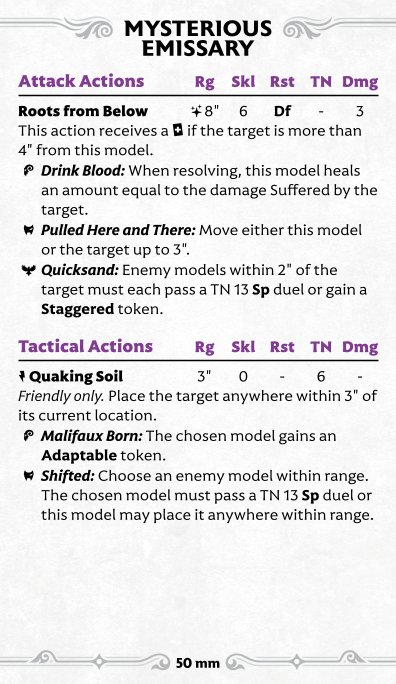 MYSTERIOUS
EMISSARY
Attack Actions Rg Skl Rst TN Dmg
Roots from Below 8" 6 Df - 3
This action receives a + if the target is more than
4" from this model.
Drink Blood: When resolving, this model heals
an amount equal to the damage Suffered by the
target.
Pulled Here and There: Move either this model
or the target up to 3".
Quicksand: Enemy models within 2" of the
target must each pass a TN 13 Sp duel or gain a
Staggered token.
Tactical Actions Rg Skl Rst TN Dmg
Quaking Soil 3" 0 - 6 -
Friendly only. Place the target anywhere within 3" of
its current location.
Malifaux Born: The chosen model gains an
Adaptable token.
Shifted: Choose an enemy model within range.
The chosen model must pass a TN 13 Sp duel or
this model may place it anywhere within range.
50 mm